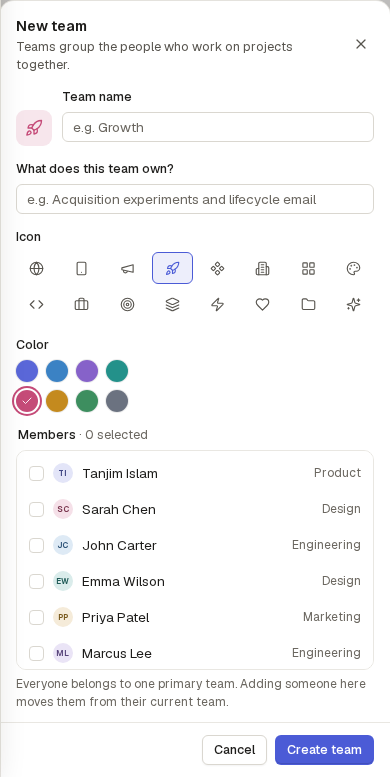 New team
Teams group the people who work on projects
together.
Team name
e.g. Growth
What does this team own?
e.g. Acquisition experiments and lifecycle email
Icon
Color
Members · 0 selected
TI Tanjim Islam Product
SC Sarah Chen Design
JC John Carter Engineering
EW Emma Wilson Design
PP Priya Patel Marketing
ML Marcus Lee Engineering
Everyone belongs to one primary team. Adding someone here
moves them from their current team.
Cancel Create team